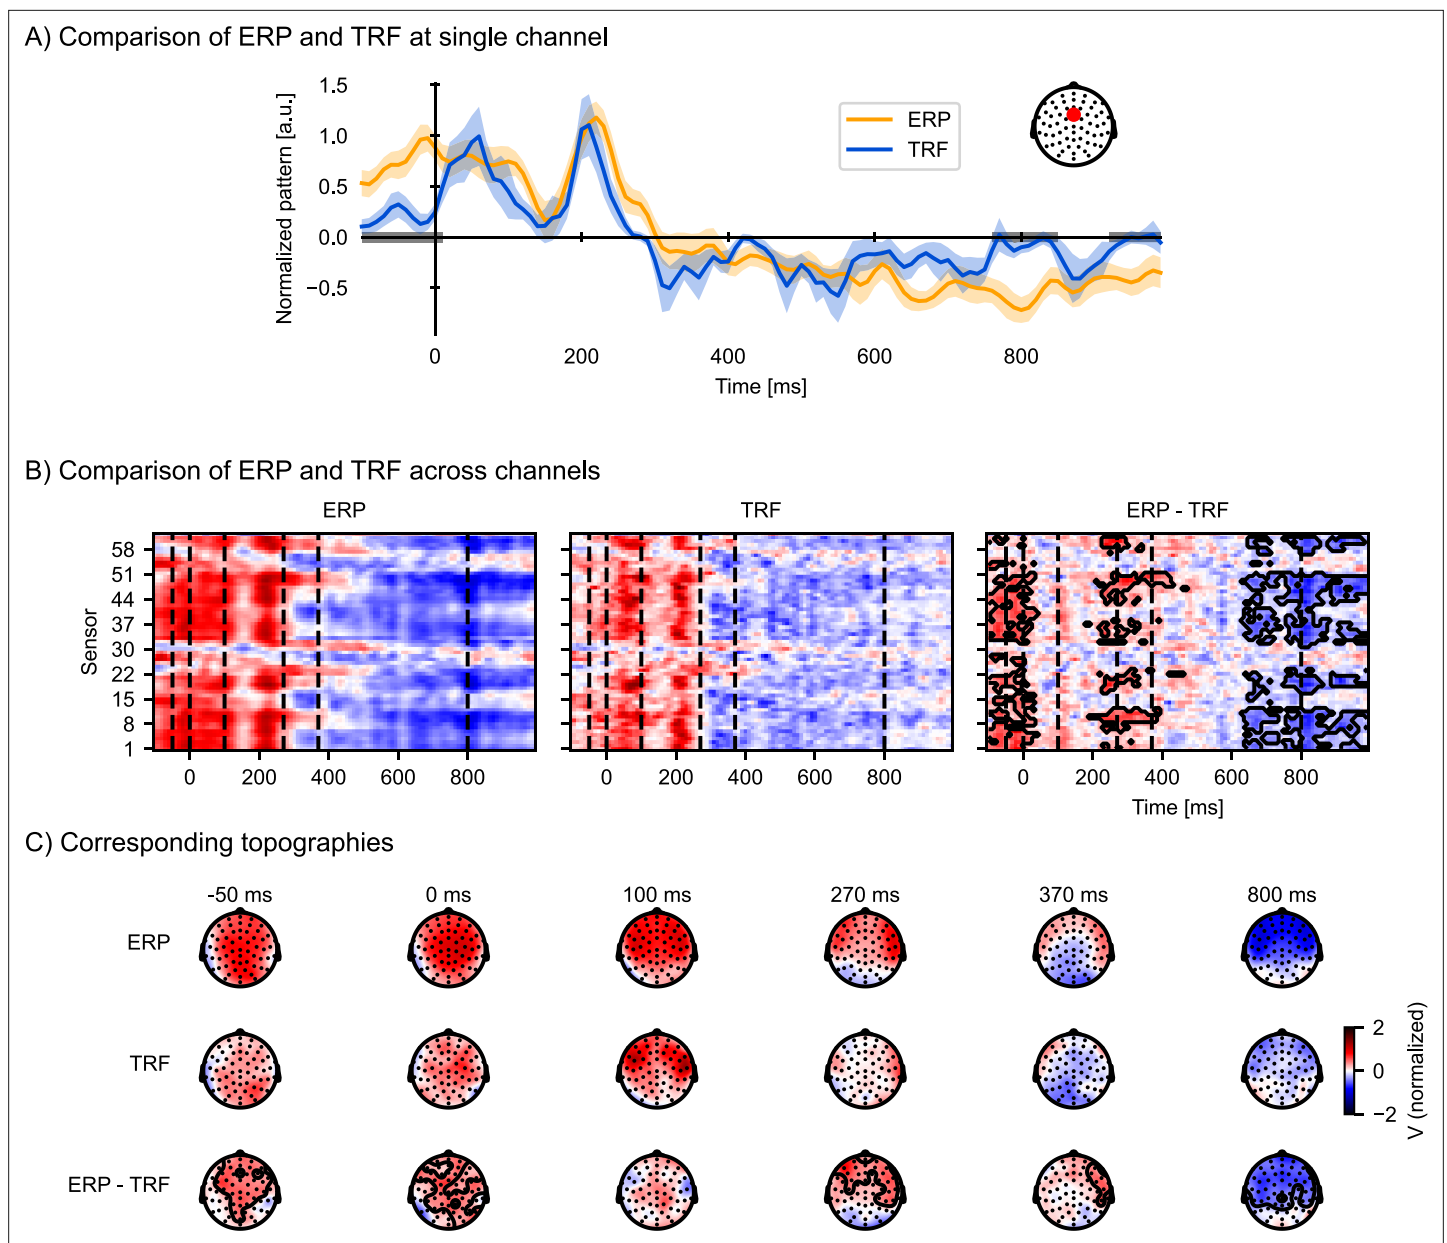 A) Comparison of ERP and TRF at single channel
Normalized pattern [a.u.]
1.5
1.0
0.5
0.0
−0.5
ERP
TRF
0 200 400 600 800
Time [ms]
B) Comparison of ERP and TRF across channels
ERP TRF ERP - TRF
Sensor
58
51
44
37
30
22
15
8
1
0 200 400 600 800 0 200 400 600 800 0 200 400 600 800
Time [ms]
C) Corresponding topographies
-50 ms 0 ms 100 ms 270 ms 370 ms 800 ms
ERP
TRF
ERP - TRF
2
0
−2
V (normalized)